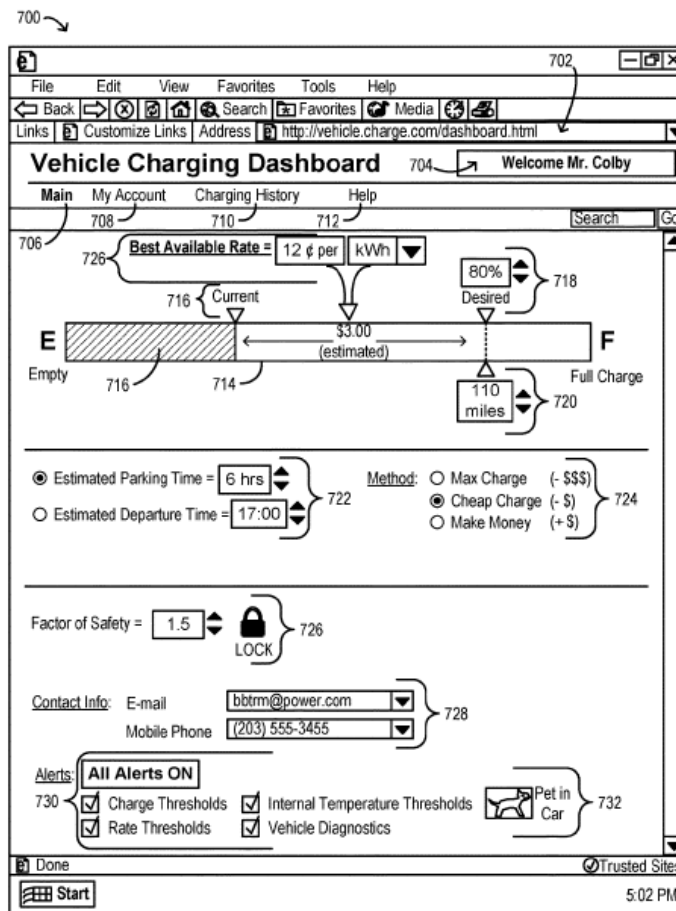 700
702
File Edit View Favorites Tools Help
Back Search Favorites Media
Links Customize Links Address http://vehicle.charge.com/dashboard.html
Vehicle Charging Dashboard 704 Welcome Mr. Colby
Main My Account Charging History Help
706 708 710 712 Search Go
726 Best Available Rate = 12 ¢ per kWh
80% 718
716 Current Desired
E $3.00 F
(estimated)
Empty 716 714 Full Charge
110 miles 720
Estimated Parking Time = 6 hrs Method: Max Charge (- $$$)
722 Cheap Charge (- $) 724
Estimated Departure Time = 17:00 Make Money (+ $)
Factor of Safety = 1.5 726
LOCK
Contact Info: E-mail bbtrm@power.com 728
Mobile Phone (203) 555-3455
Alerts: All Alerts ON
730 Charge Thresholds Internal Temperature Thresholds Pet in Car 732
Rate Thresholds Vehicle Diagnostics
Done Trusted Sites
Start 5:02 PM